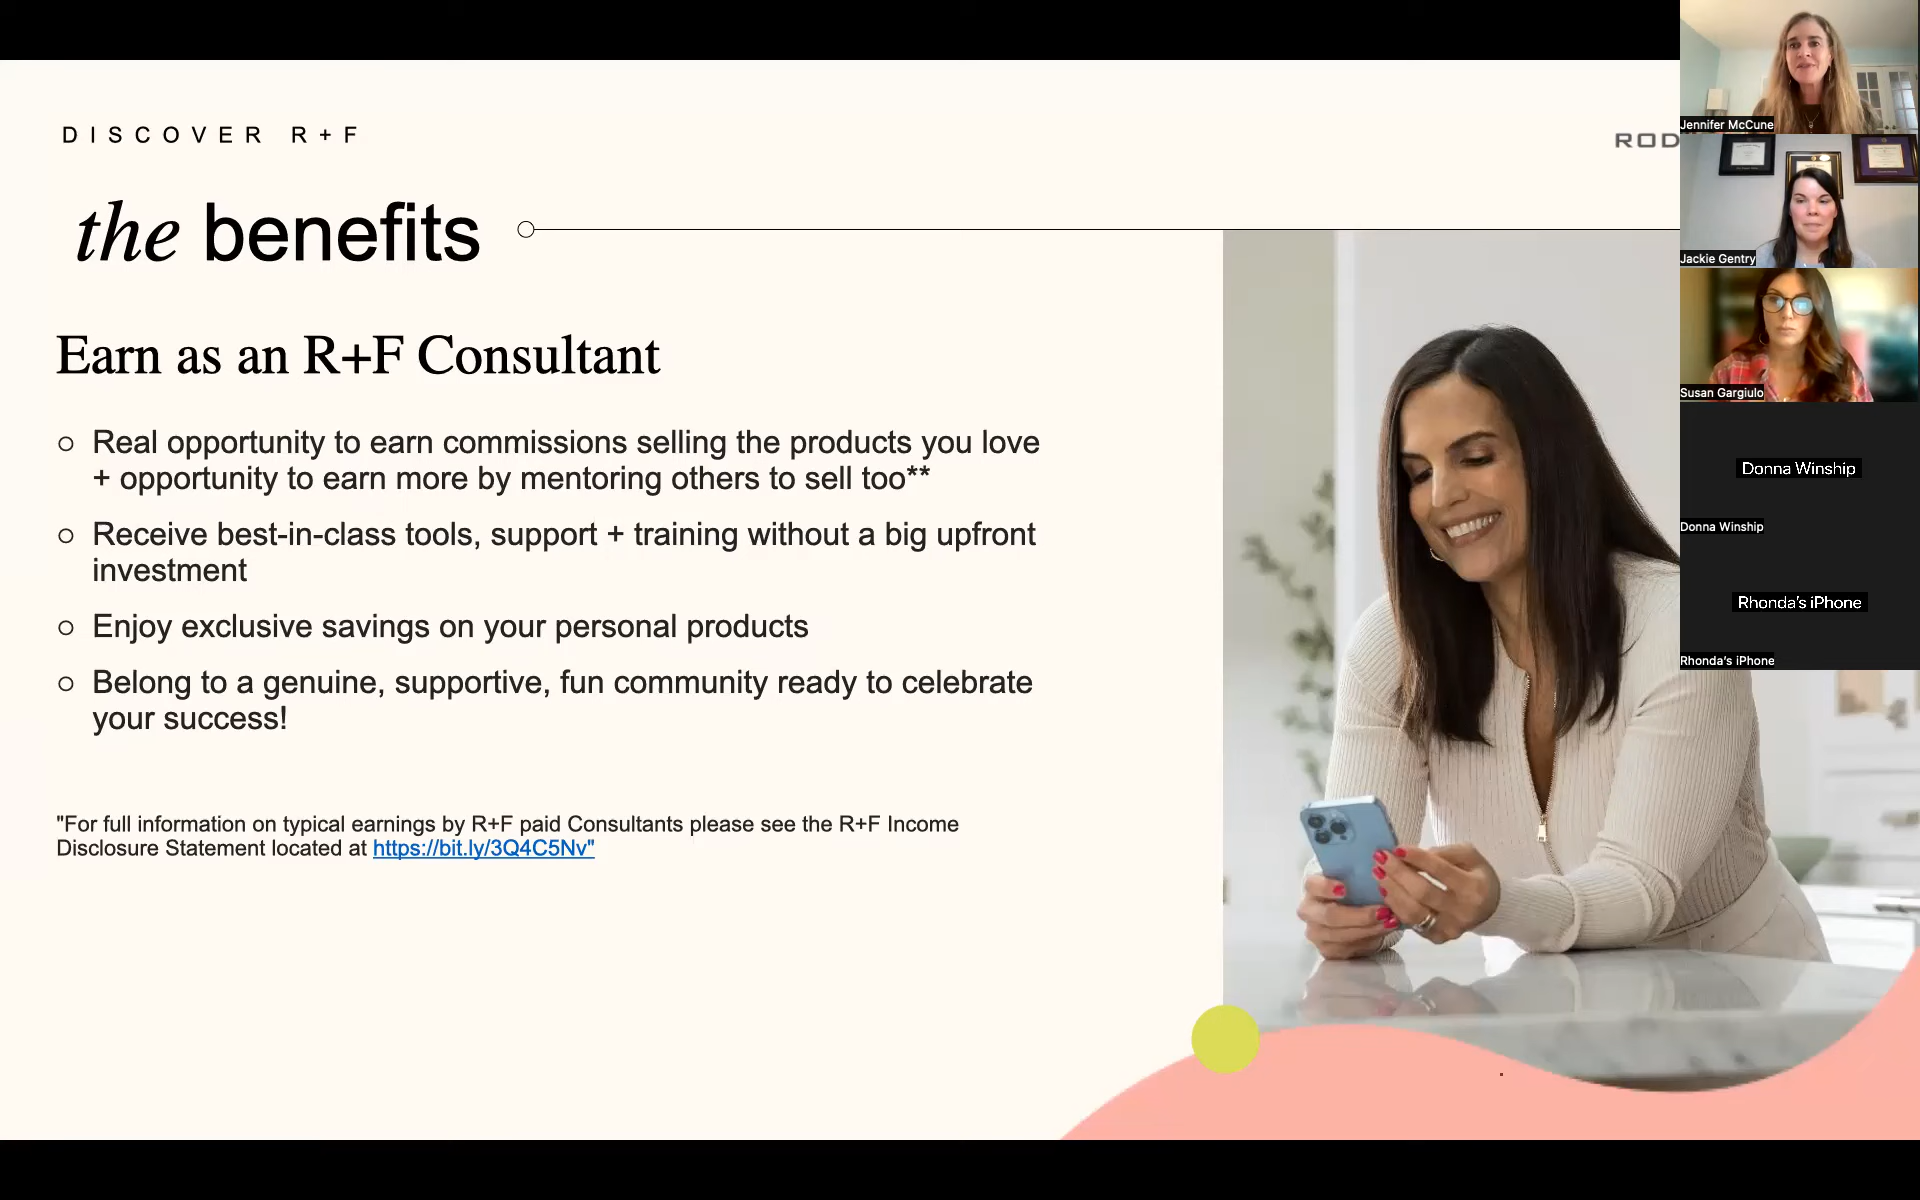 DISCOVER R+F
ROD
the benefits
Earn as an R+F Consultant
Real opportunity to earn commissions selling the products you love
+ opportunity to earn more by mentoring others to sell too**
Receive best-in-class tools, support + training without a big upfront
investment
Enjoy exclusive savings on your personal products
Belong to a genuine, supportive, fun community ready to celebrate
your success!
"For full information on typical earnings by R+F paid Consultants please see the R+F Income
Disclosure Statement located at https://bit.ly/3Q4C5Nv"
Jennifer McCune
Jackie Gentry
Susan Gargiulo
Donna Winship
Donna Winship
Rhonda's iPhone
Rhonda's iPhone